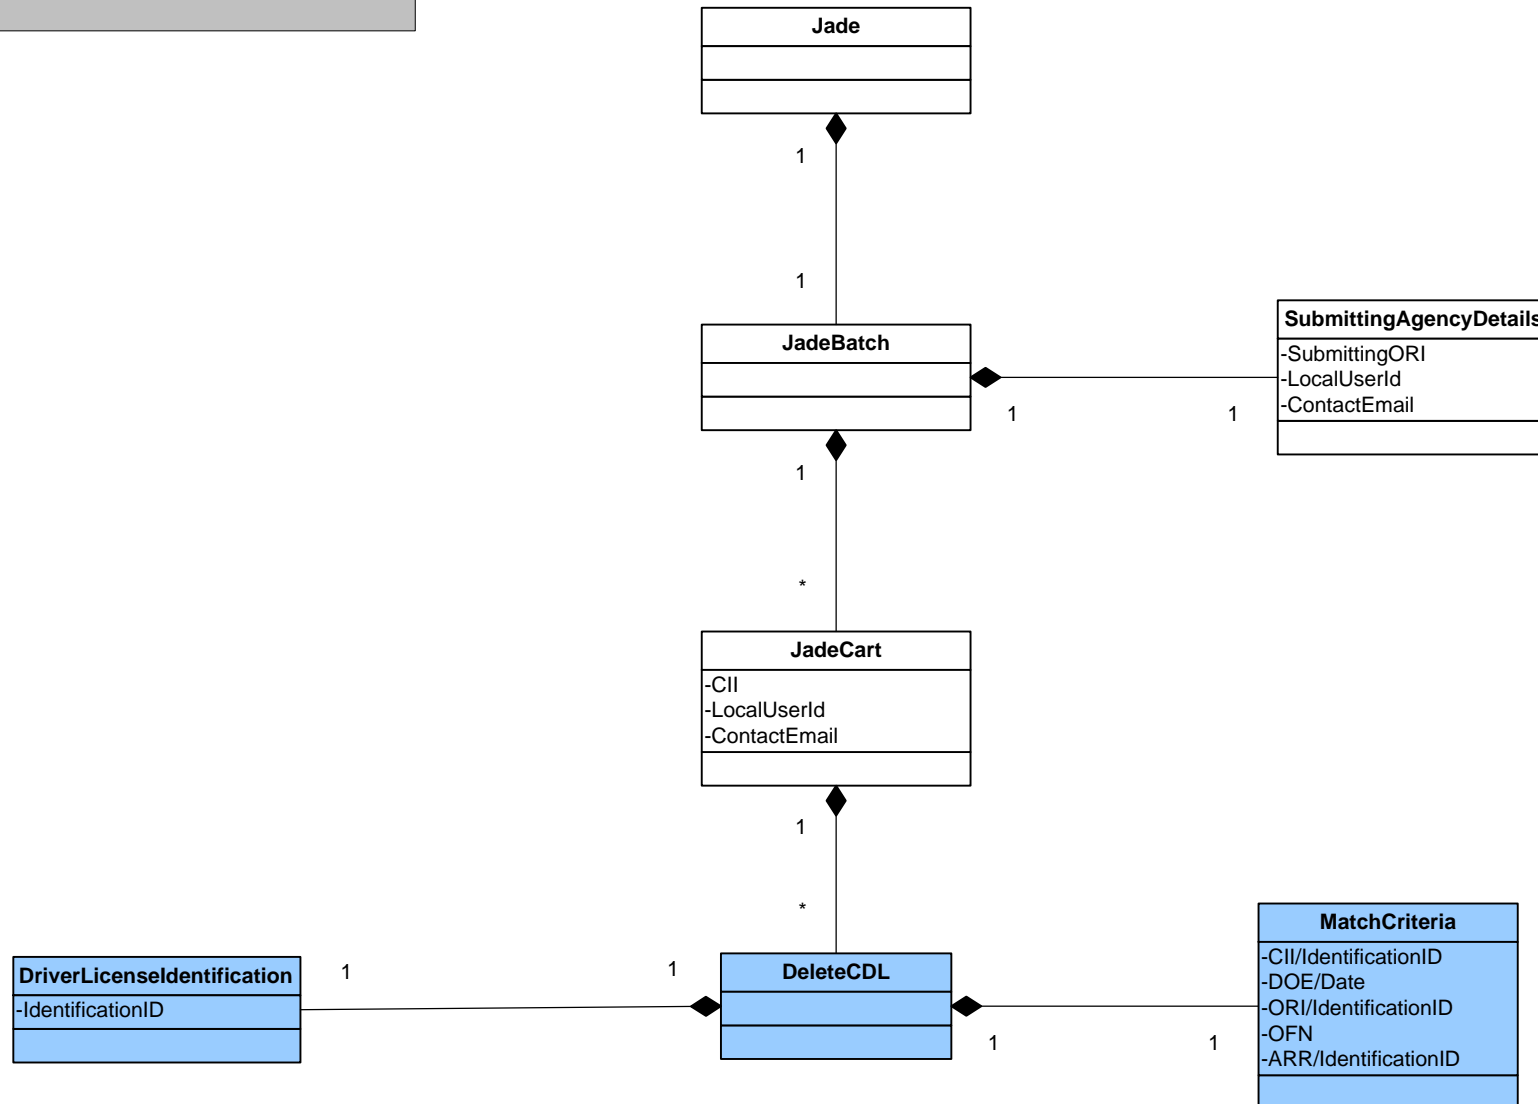 Jade
1
1
JadeBatch
1
1
SubmittingAgencyDetails
-SubmittingORI
-LocalUserId
-ContactEmail
1
*
JadeCart
-CII
-LocalUserId
-ContactEmail
1
*
DriverLicenseIdentification
-IdentificationID
1
1
DeleteCDL
1
1
MatchCriteria
-CII/IdentificationID
-DOE/Date
-ORI/IdentificationID
-OFN
-ARR/IdentificationID